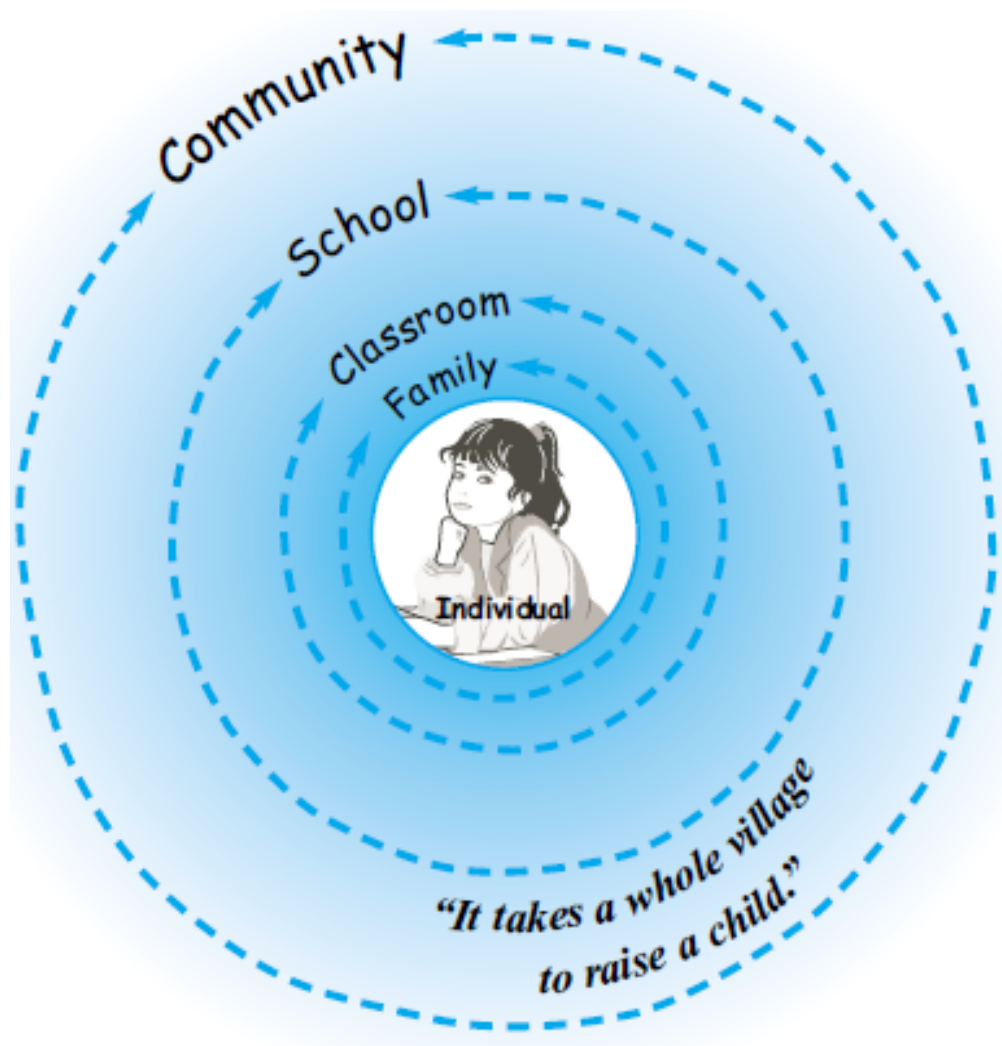 Community
School
Classroom
Family
Individual
“It takes a whole village
to raise a child.”